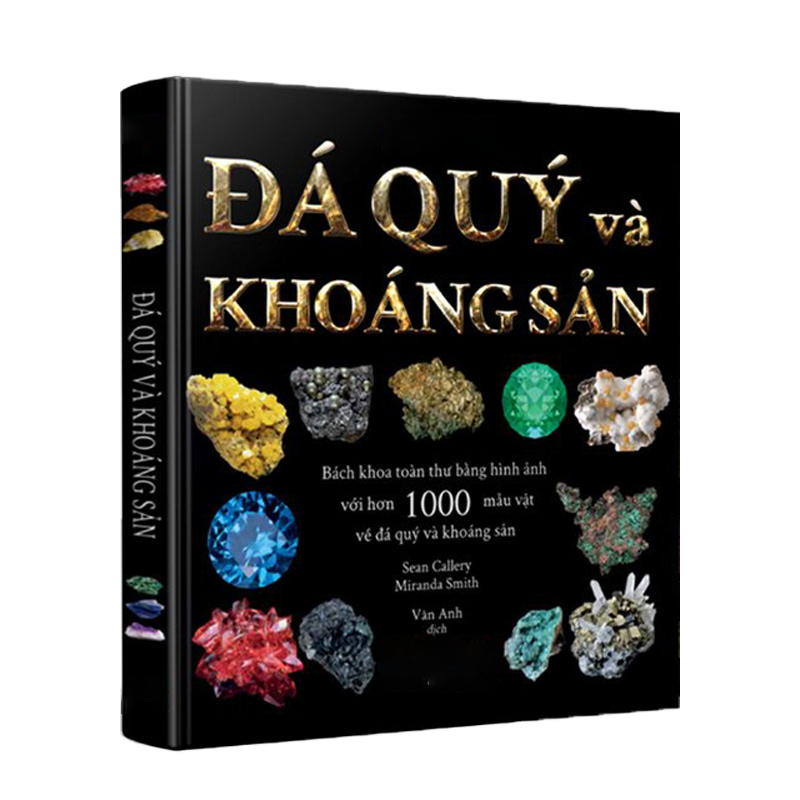 ĐÁ QUÝ và
KHOÁNG SẢN
Bách khoa toàn thư bằng hình ảnh
với hơn 1000 mẫu vật
về đá quý và khoáng sản
Sean Callery
Miranda Smith
Vân Anh
dịch
ĐÁ QUÝ VÀ KHOÁNG SẢN